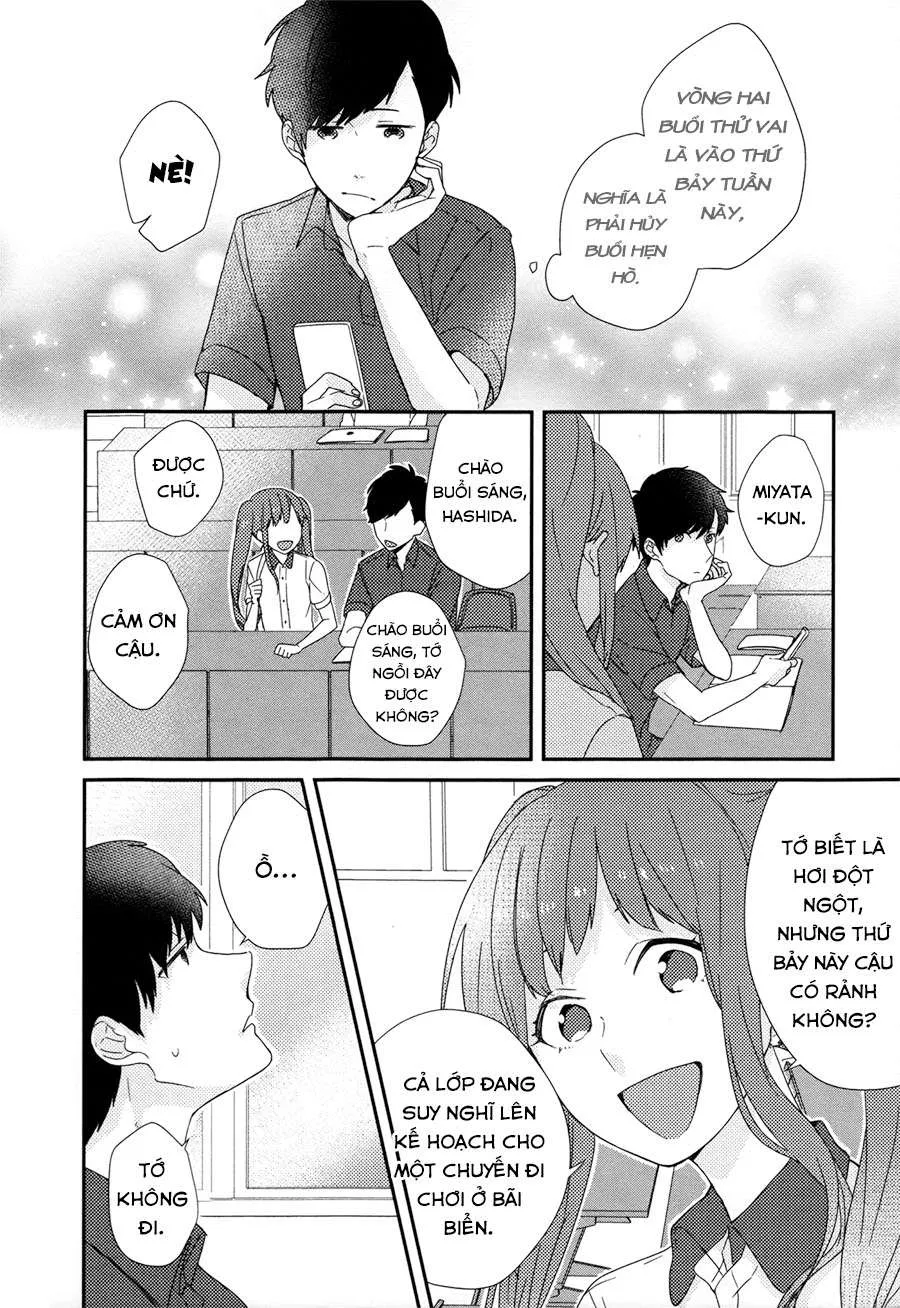 VÒNG HAI
BUỔI THỬ VAI
LÀ VÀO THỨ
BẢY TUẦN
NÀY,
NGHĨA LÀ
PHẢI HỦY
BUỔI HẸN
HÒ.
NÈ!
MIYATA
-KUN.
CHÀO
BUỔI SÁNG,
HASHIDA.
CHÀO BUỔI
SÁNG, TỚ
NGỒI ĐÂY
ĐƯỢC
KHÔNG?
ĐƯỢC
CHỨ.
CẢM ƠN
CẬU.
TỚ BIẾT LÀ
HƠI ĐỘT
NGỘT,
NHƯNG THỨ
BẢY NÀY CẬU
CÓ RẢNH
KHÔNG?
CẢ LỚP ĐANG
SUY NGHĨ LÊN
KẾ HOẠCH CHO
MỘT CHUYẾN ĐI
CHƠI Ở BÃI
BIỂN.
Ồ...
TỚ
KHÔNG
ĐI.